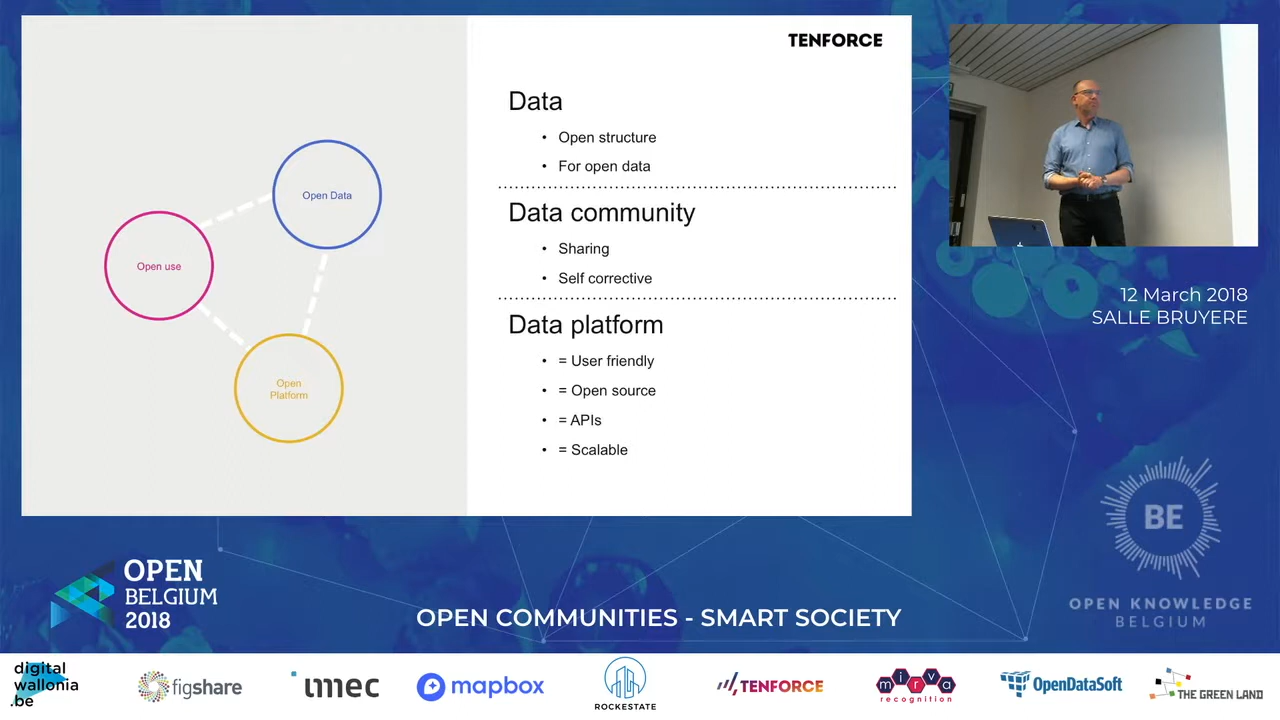 TENFORCE
Open Data
Open use
Open
Platform
Data
• Open structure
• For open data
Data community
• Sharing
• Self corrective
Data platform
• = User friendly
• = Open source
• = APIs
• = Scalable
12 March 2018
SALLE BRUYERE
BE
OPEN KNOWLEDGE
BELGIUM
OPEN
BELGIUM
2018
OPEN COMMUNITIES - SMART SOCIETY
digital
wallonia
.be
figshare
imec
mapbox
ROCKESTATE
TENFORCE
mirva
recognition
OpenDataSoft
THE GREEN LAND